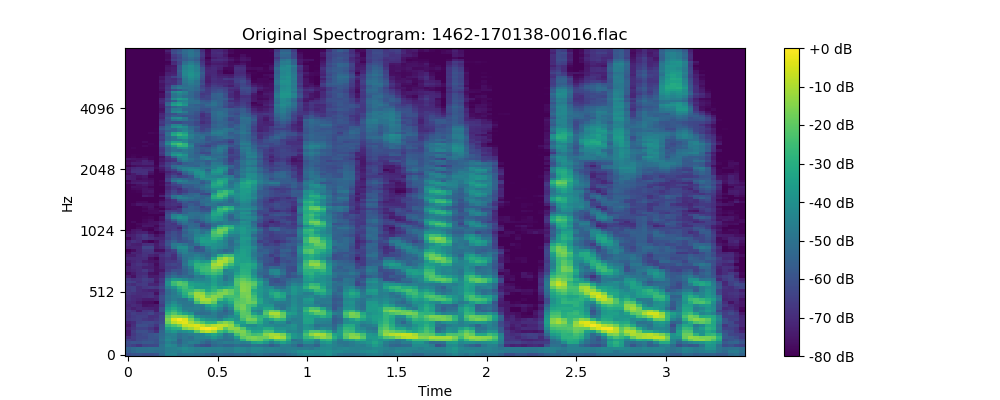 Original Spectrogram: 1462-170138-0016.flac
Hz
4096
2048
1024
512
0
0 0.5 1 1.5 2 2.5 3
Time
+0 dB
-10 dB
-20 dB
-30 dB
-40 dB
-50 dB
-60 dB
-70 dB
-80 dB